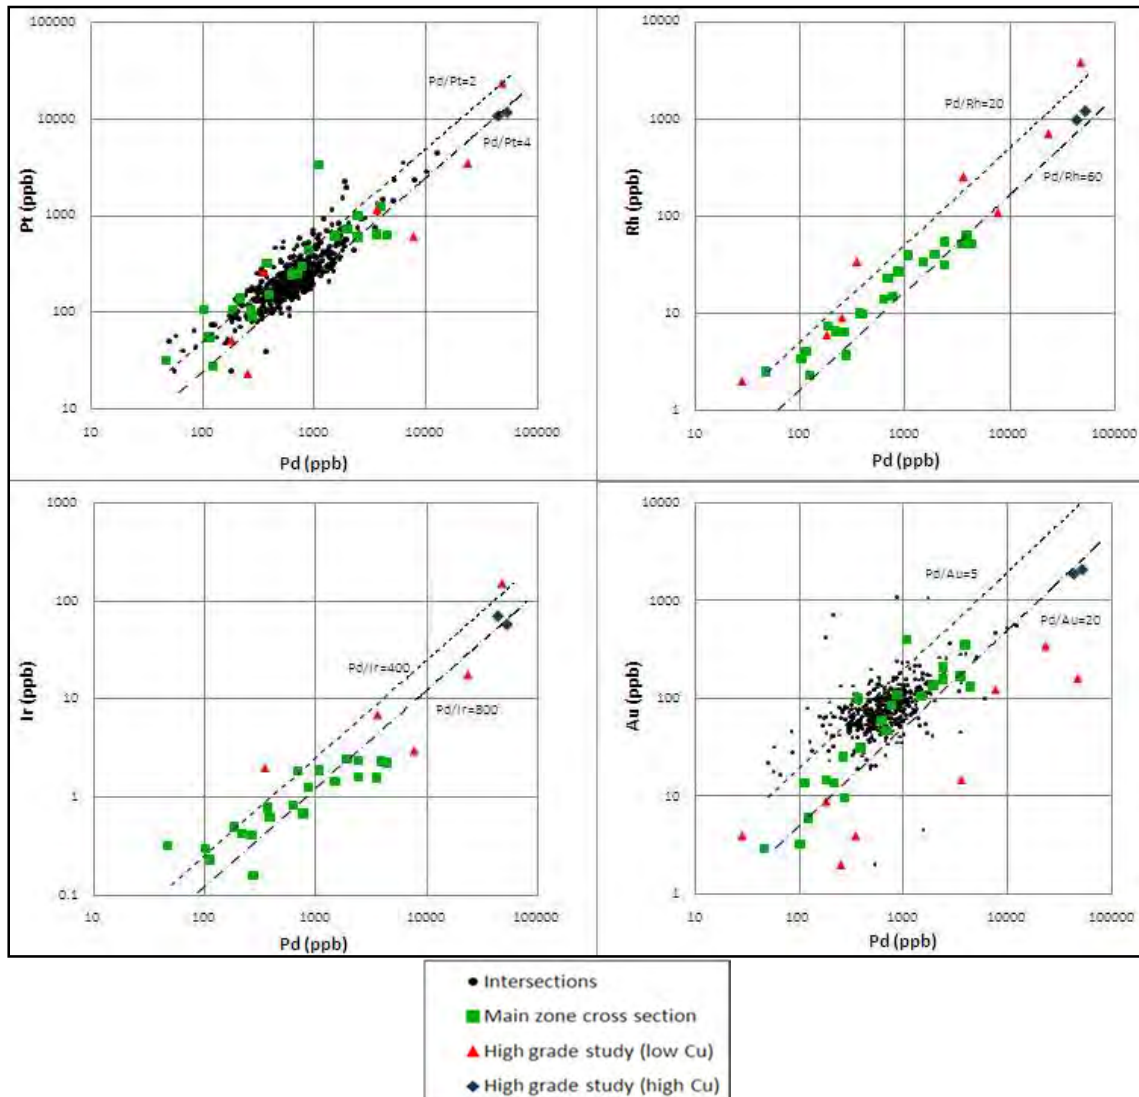 100000
10000
1000
100
10
Pt (ppb)
Pd/Pt=2
Pd/Pt=4
10 100 1000 10000 100000
Pd (ppb)
10000
1000
100
10
1
Rh (ppb)
Pd/Rh=20
Pd/Rh=60
10 100 1000 10000 100000
Pd (ppb)
1000
100
10
1
0.1
Ir (ppb)
Pd/Ir=400
Pd/Ir=800
10 100 1000 10000 100000
Pd (ppb)
10000
1000
100
10
1
Au (ppb)
Pd/Au=5
Pd/Au=20
10 100 1000 10000 100000
Pd (ppb)
Intersections
Main zone cross section
High grade study (low Cu)
High grade study (high Cu)